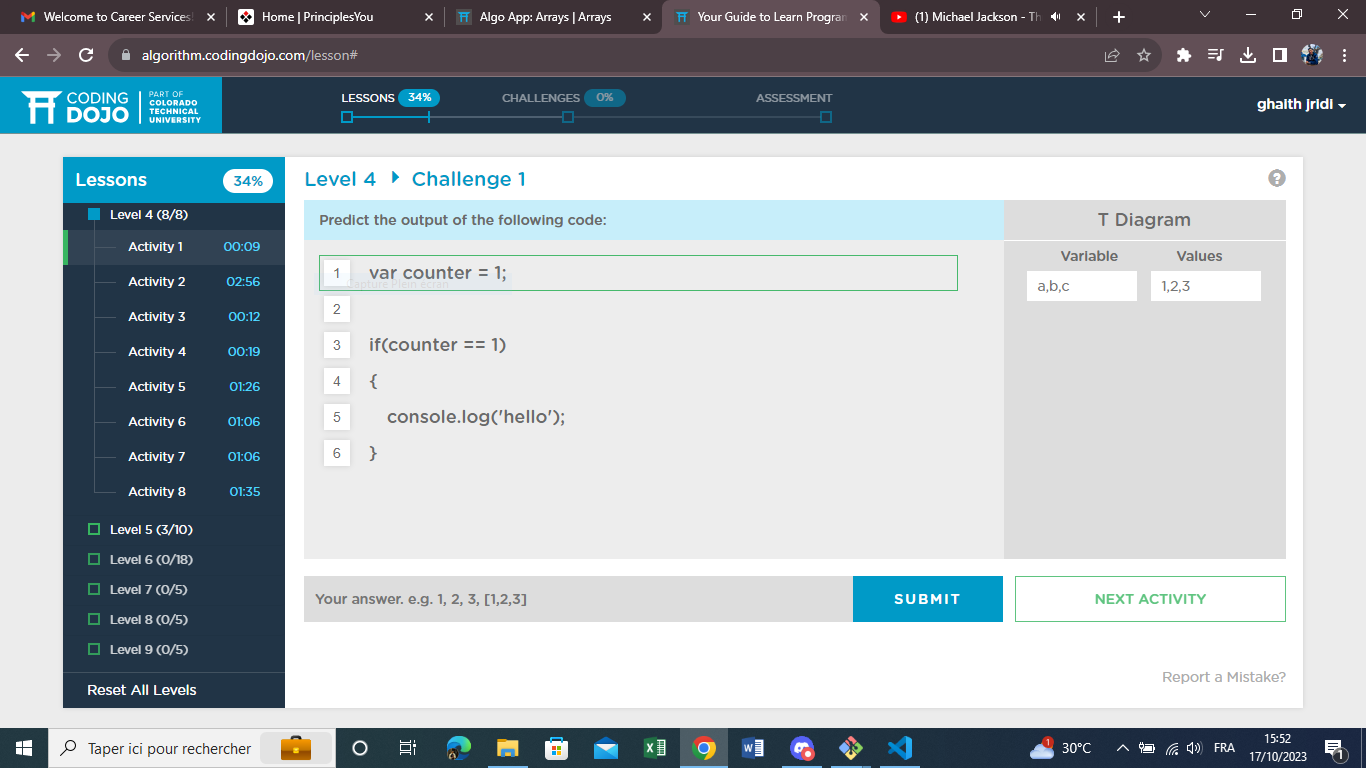 Welcome to Career Services!
Home | PrinciplesYou
Algo App: Arrays | Arrays
Your Guide to Learn Program
(1) Michael Jackson - Th
algorithm.codingdojo.com/lesson#
CODING DOJO
PART OF COLORADO TECHNICAL UNIVERSITY
LESSONS 34%
CHALLENGES 0%
ASSESSMENT
ghaith jridi
Lessons 34%
Level 4 (8/8)
Activity 1 00:09
Activity 2 02:56
Activity 3 00:12
Activity 4 00:19
Activity 5 01:26
Activity 6 01:06
Activity 7 01:06
Activity 8 01:35
Level 5 (3/10)
Level 6 (0/18)
Level 7 (0/5)
Level 8 (0/5)
Level 9 (0/5)
Reset All Levels
Level 4 Challenge 1
?
Predict the output of the following code:
1 var counter = 1;
Capture Plein écran
2
3 if(counter == 1)
4 {
5 console.log('hello');
6 }
T Diagram
Variable Values
a,b,c 1,2,3
Your answer. e.g. 1, 2, 3, [1,2,3]
SUBMIT
NEXT ACTIVITY
Report a Mistake?
Taper ici pour rechercher
1
30°C
FRA
15:52
17/10/2023
1